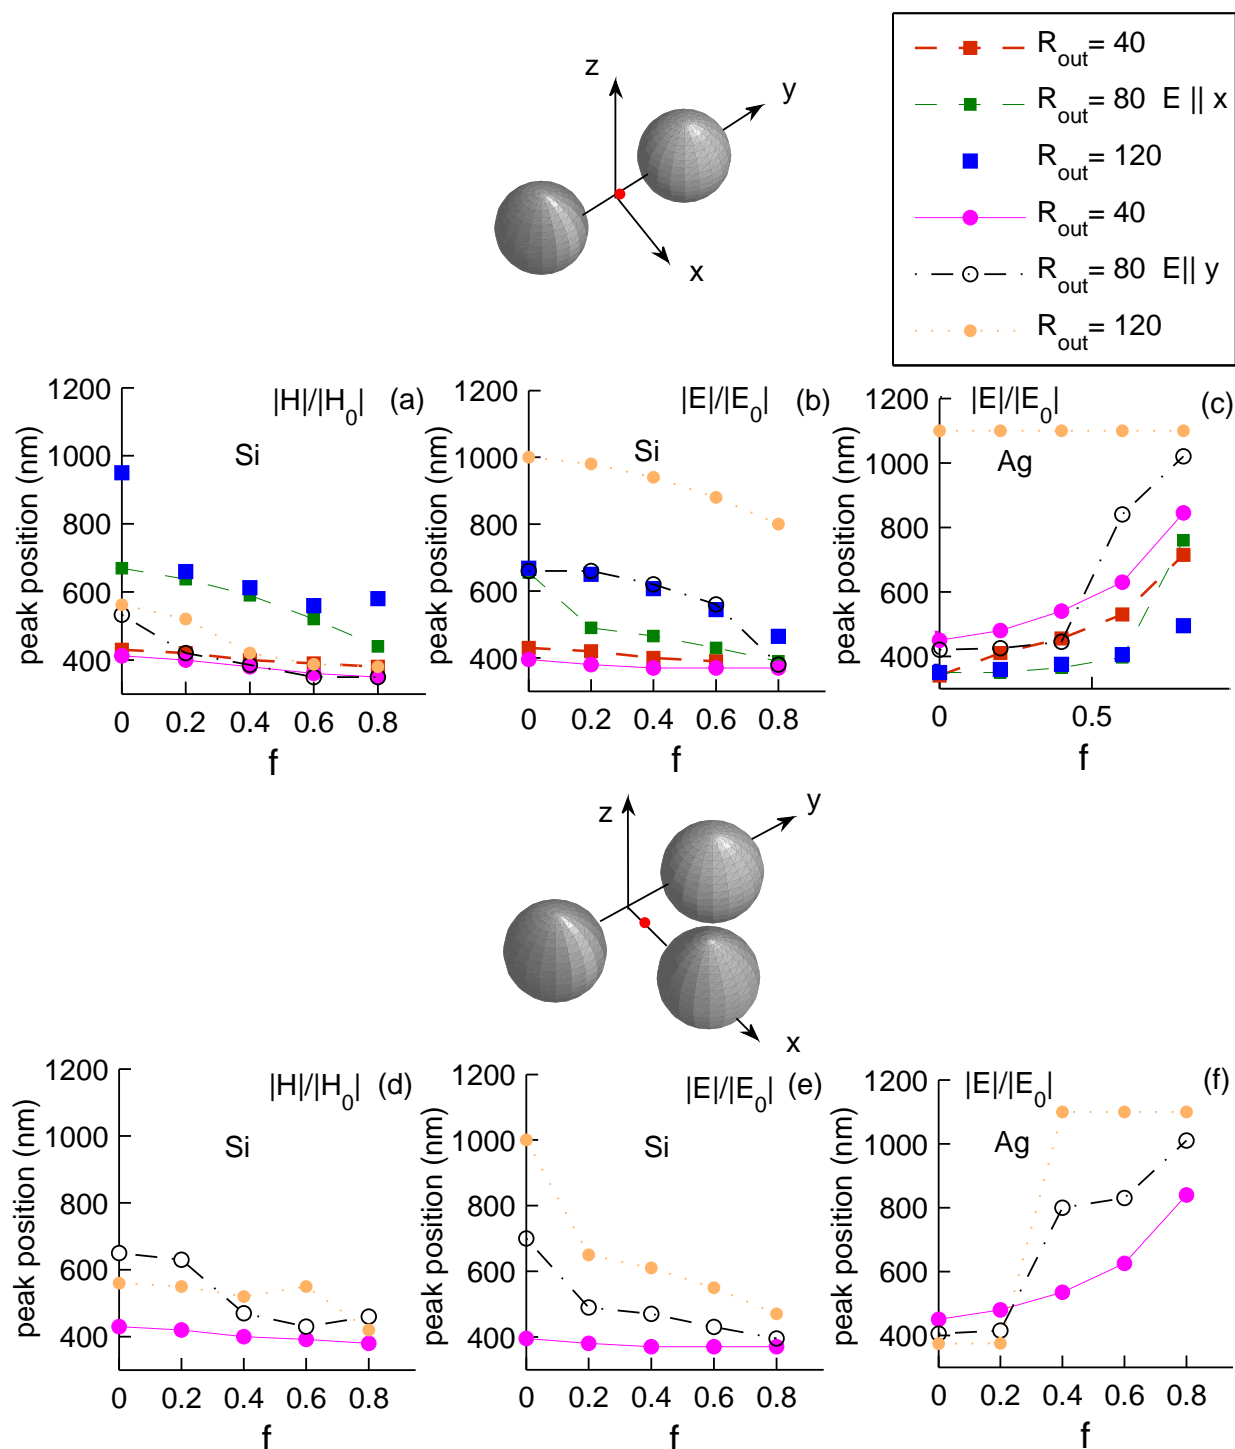 z
y
x
R_out= 40
R_out= 80 E || x
R_out= 120
R_out= 40
R_out= 80 E|| y
R_out= 120
|H|/|H_0| (a)
Si
peak position (nm)
1200
1000
800
600
400
0 0.2 0.4 0.6 0.8
f
|E|/|E_0| (b)
Si
peak position (nm)
1200
1000
800
600
400
0 0.2 0.4 0.6 0.8
f
|E|/|E_0| (c)
Ag
peak position (nm)
1200
1000
800
600
400
0 0.5
f
z
y
x
|H|/|H_0| (d)
Si
peak position (nm)
1200
1000
800
600
400
0 0.2 0.4 0.6 0.8
f
|E|/|E_0| (e)
Si
peak position (nm)
1200
1000
800
600
400
0 0.2 0.4 0.6 0.8
f
|E|/|E_0| (f)
Ag
peak position (nm)
1200
1000
800
600
400
0 0.2 0.4 0.6 0.8
f